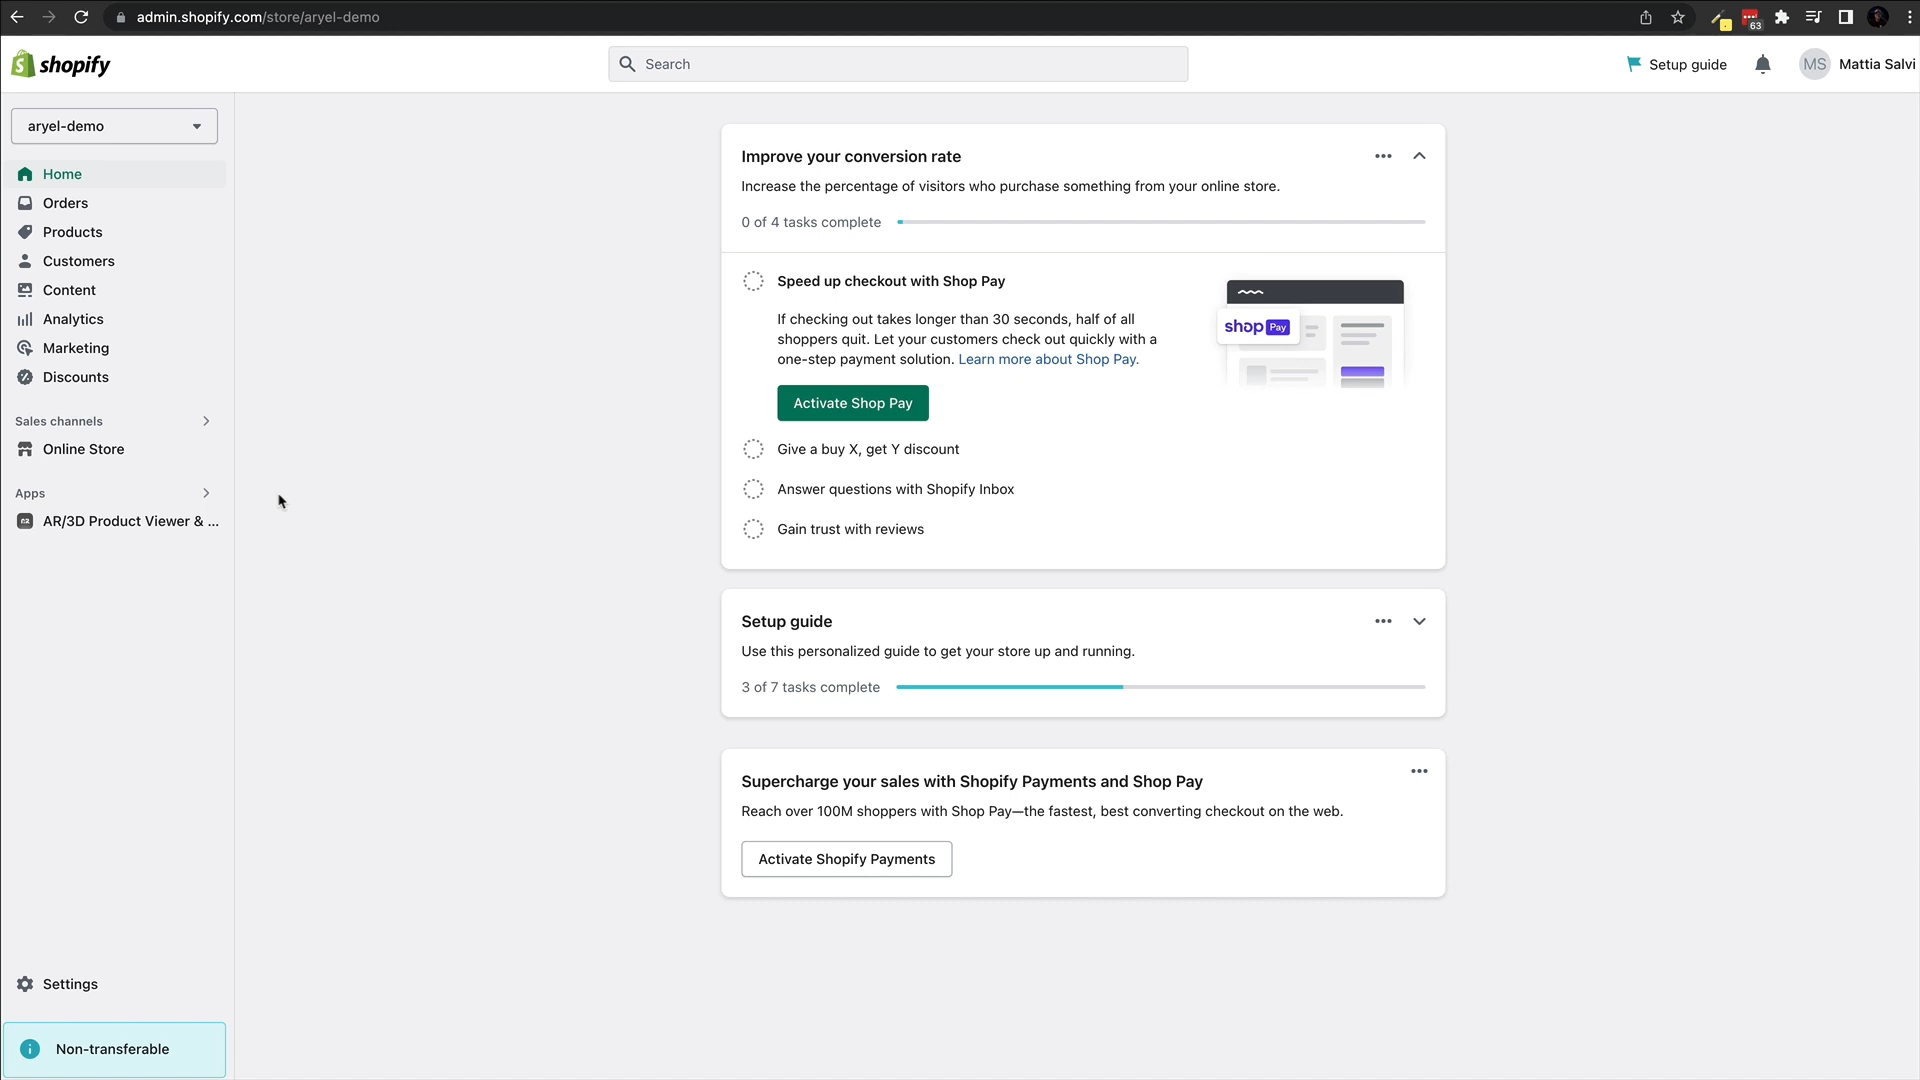 admin.shopify.com/store/aryel-demo
63
shopify
Search
Setup guide
MS
Mattia Salvi
aryel-demo
Home
Orders
Products
Customers
Content
Analytics
Marketing
Discounts
Sales channels
Online Store
Apps
AR/3D Product Viewer & ...
Settings
Non-transferable
Improve your conversion rate
Increase the percentage of visitors who purchase something from your online store.
0 of 4 tasks complete
Speed up checkout with Shop Pay
If checking out takes longer than 30 seconds, half of all
shoppers quit. Let your customers check out quickly with a
one-step payment solution. Learn more about Shop Pay.
shop Pay
Activate Shop Pay
Give a buy X, get Y discount
Answer questions with Shopify Inbox
Gain trust with reviews
Setup guide
Use this personalized guide to get your store up and running.
3 of 7 tasks complete
Supercharge your sales with Shopify Payments and Shop Pay
Reach over 100M shoppers with Shop Pay—the fastest, best converting checkout on the web.
Activate Shopify Payments